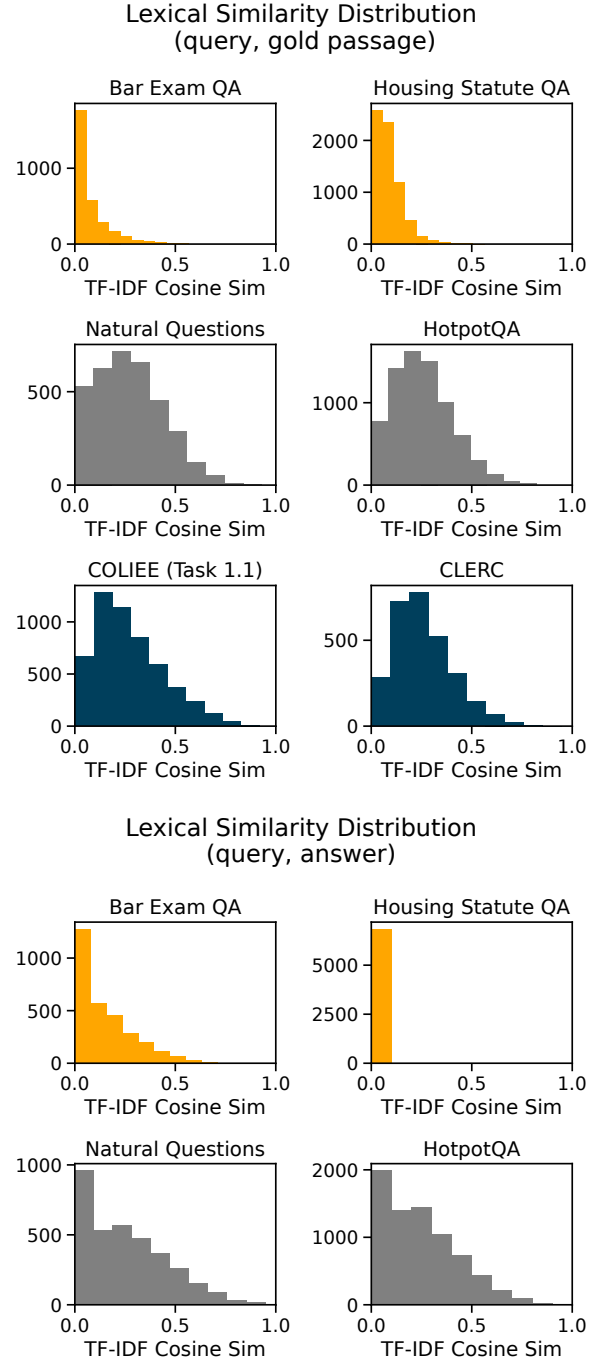 Lexical Similarity Distribution
(query, gold passage)
Bar Exam QA
Housing Statute QA
1000
0
0.0 0.5 1.0
TF-IDF Cosine Sim
2000
1000
0
0.0 0.5 1.0
TF-IDF Cosine Sim
Natural Questions
HotpotQA
500
0
0.0 0.5 1.0
TF-IDF Cosine Sim
1000
0
0.0 0.5 1.0
TF-IDF Cosine Sim
COLIEE (Task 1.1)
CLERC
1000
500
0
0.0 0.5 1.0
TF-IDF Cosine Sim
500
0
0.0 0.5 1.0
TF-IDF Cosine Sim
Lexical Similarity Distribution
(query, answer)
Bar Exam QA
Housing Statute QA
1000
500
0
0.0 0.5 1.0
TF-IDF Cosine Sim
5000
2500
0
0.0 0.5 1.0
TF-IDF Cosine Sim
Natural Questions
HotpotQA
1000
500
0
0.0 0.5 1.0
TF-IDF Cosine Sim
2000
1000
0
0.0 0.5 1.0
TF-IDF Cosine Sim